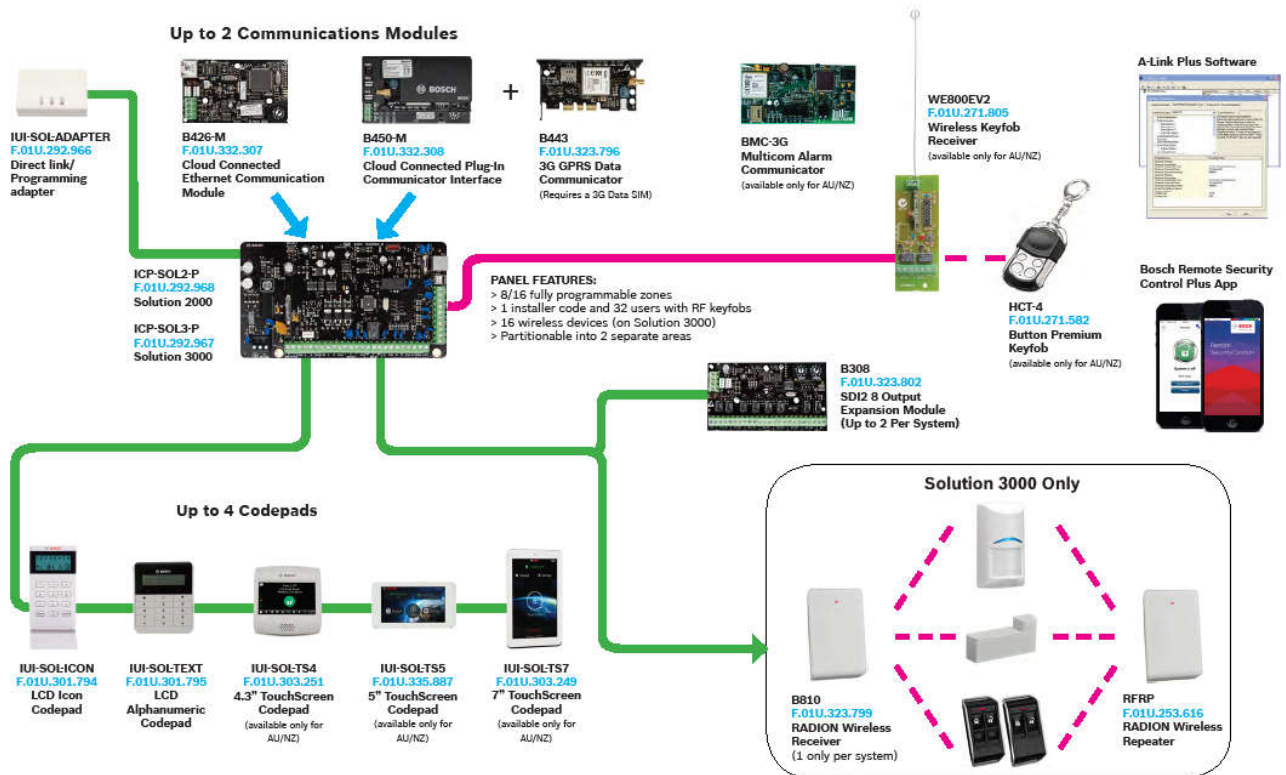 Up to 2 Communications Modules
IUI-SOL-ADAPTER
F.01U.292.966
Direct link/
Programming
adapter
B426-M
F.01U.332.307
Cloud Connected
Ethernet Communication
Module
BOSCH
B450-M
F.01U.332.308
Cloud Connected Plug-In
Communicator Interface
+
B443
F.01U.323.796
3G GPRS Data
Communicator
(Requires a 3G Data SIM)
BMC-3G
Multicom Alarm
Communicator
(available only for AU/NZ)
WE800EV2
F.01U.271.805
Wireless Keyfob
Receiver
(available only for AU/NZ)
A-Link Plus Software
HCT-4
F.01U.271.582
Button Premium
Keyfob
(available only for AU/NZ)
Bosch Remote Security
Control Plus App
ICP-SOL2-P
F.01U.292.968
Solution 2000
ICP-SOL3-P
F.01U.292.967
Solution 3000
PANEL FEATURES:
> 8/16 fully programmable zones
> 1 installer code and 32 users with RF keyfobs
> 16 wireless devices (on Solution 3000)
> Partitionable into 2 separate areas
B308
F.01U.323.802
SDI2 8 Output
Expansion Module
(Up to 2 Per System)
Up to 4 Codepads
IUI-SOL-ICON
F.01U.301.794
LCD Icon
Codepad
IUI-SOL-TEXT
F.01U.301.795
LCD
Alphanumeric
Codepad
IUI-SOL-TS4
F.01U.303.251
4.3” TouchScreen
Codepad
(available only for
AU/NZ)
IUI-SOL-TS5
F.01U.335.887
5” TouchScreen
Codepad
(available only for
AU/NZ)
IUI-SOL-TS7
F.01U.303.249
7” TouchScreen
Codepad
(available only for
AU/NZ)
Solution 3000 Only
B810
F.01U.323.799
RADION Wireless
Receiver
(1 only per system)
RFRP
F.01U.253.616
RADION Wireless
Repeater